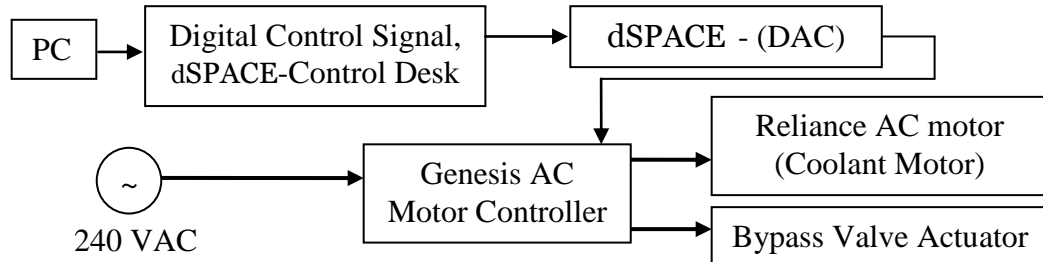 PC
Digital Control Signal,
dSPACE-Control Desk
dSPACE - (DAC)
Reliance AC motor
(Coolant Motor)
Genesis AC
Motor Controller
~
240 VAC
Bypass Valve Actuator